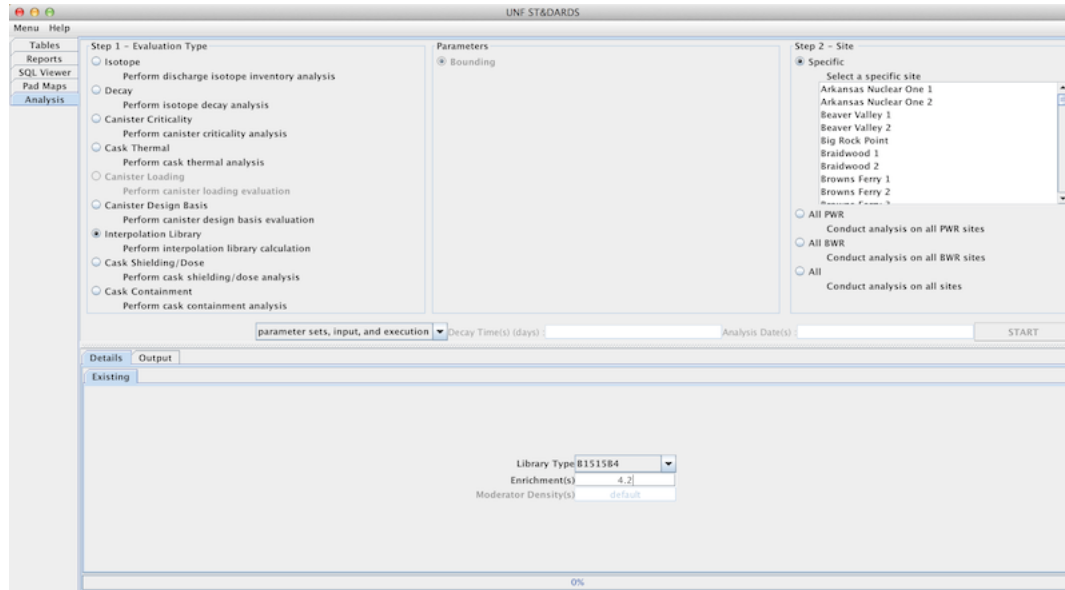 UNF ST&DARDS
Menu Help
Tables
Reports
SQL Viewer
Pad Maps
Analysis
Step 1 – Evaluation Type
Isotope
Perform discharge isotope inventory analysis
Decay
Perform isotope decay analysis
Canister Criticality
Perform canister criticality analysis
Cask Thermal
Perform cask thermal analysis
Canister Loading
Perform canister loading evaluation
Canister Design Basis
Perform canister design basis evaluation
Interpolation Library
Perform interpolation library calculation
Cask Shielding/Dose
Perform cask shielding/dose analysis
Cask Containment
Perform cask containment analysis
Parameters
Bounding
Step 2 – Site
Specific
Select a specific site
Arkansas Nuclear One 1
Arkansas Nuclear One 2
Beaver Valley 1
Beaver Valley 2
Big Rock Point
Braidwood 1
Braidwood 2
Browns Ferry 1
Browns Ferry 2
Browns Ferry 3
All PWR
Conduct analysis on all PWR sites
All BWR
Conduct analysis on all BWR sites
All
Conduct analysis on all sites
parameter sets, input, and execution Decay Time(s) (days) Analysis Date(s) START
Details Output
Existing
Library Type B1515B4
Enrichment(s) 4.2
Moderator Density(s) default
0%